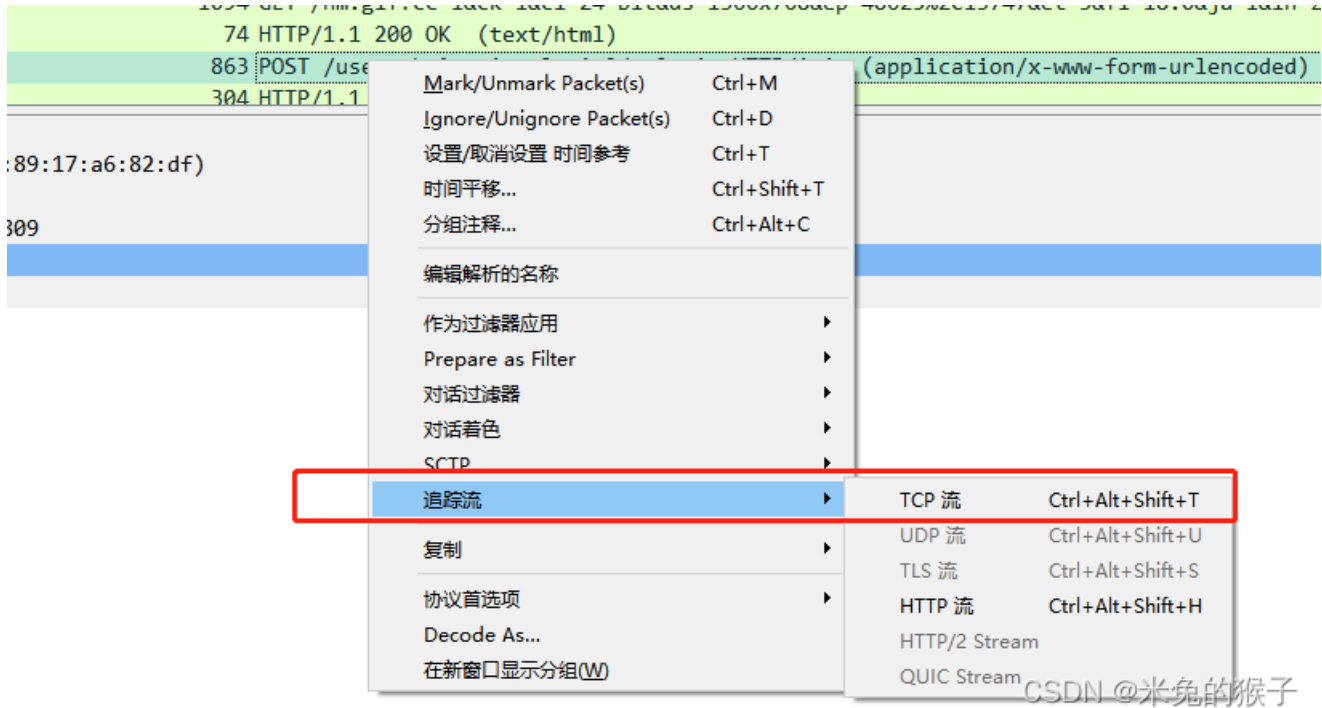 74 HTTP/1.1 200 OK (text/html)
863 POST /use (application/x-www-form-urlencoded)
304 HTTP/1.1
:89:17:a6:82:df)
309
Mark/Unmark Packet(s) Ctrl+M
Ignore/Unignore Packet(s) Ctrl+D
设置/取消设置 时间参考 Ctrl+T
时间平移... Ctrl+Shift+T
分组注释... Ctrl+Alt+C
编辑解析的名称
作为过滤器应用
Prepare as Filter
对话过滤器
对话着色
SCTP
追踪流
TCP 流 Ctrl+Alt+Shift+T
UDP 流 Ctrl+Alt+Shift+U
复制
TLS 流 Ctrl+Alt+Shift+S
协议首选项
HTTP 流 Ctrl+Alt+Shift+H
Decode As...
HTTP/2 Stream
在新窗口显示分组(W)
QUIC Stream
CSDN @米兔的猴子